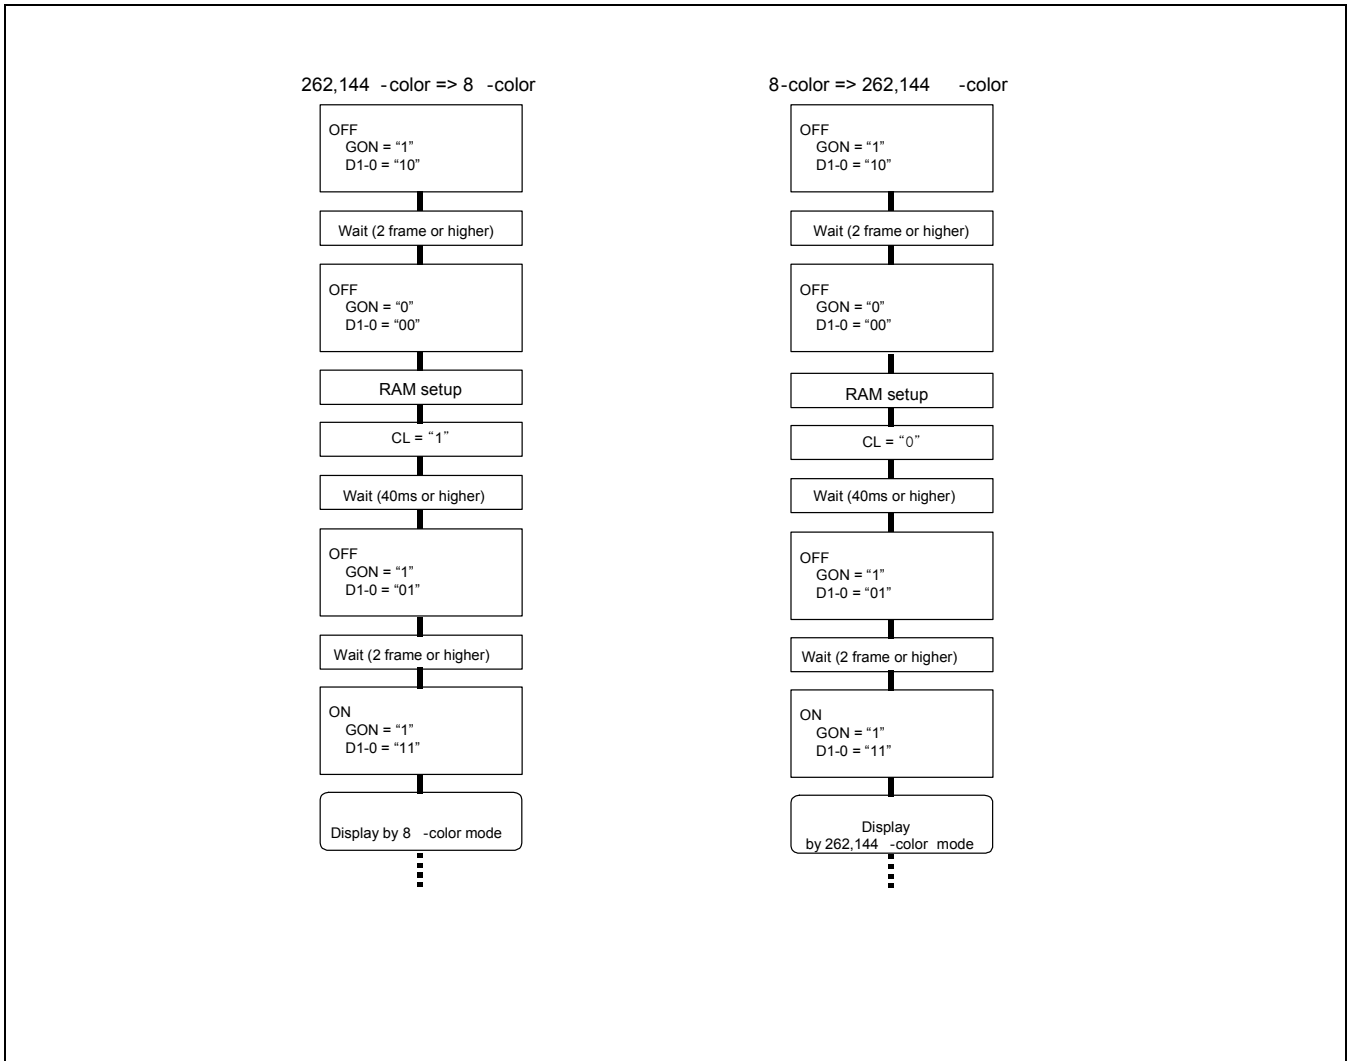 262,144 -color => 8 -color
OFF
GON = “1”
D1-0 = “10”
Wait (2 frame or higher)
OFF
GON = “0”
D1-0 = “00”
RAM setup
CL = “1”
Wait (40ms or higher)
OFF
GON = “1”
D1-0 = “01”
Wait (2 frame or higher)
ON
GON = “1”
D1-0 = “11”
Display by 8 -color mode
8-color => 262,144 -color
OFF
GON = “1”
D1-0 = “10”
Wait (2 frame or higher)
OFF
GON = “0”
D1-0 = “00”
RAM setup
CL = “0”
Wait (40ms or higher)
OFF
GON = “1”
D1-0 = “01”
Wait (2 frame or higher)
ON
GON = “1”
D1-0 = “11”
Display
by 262,144 -color mode